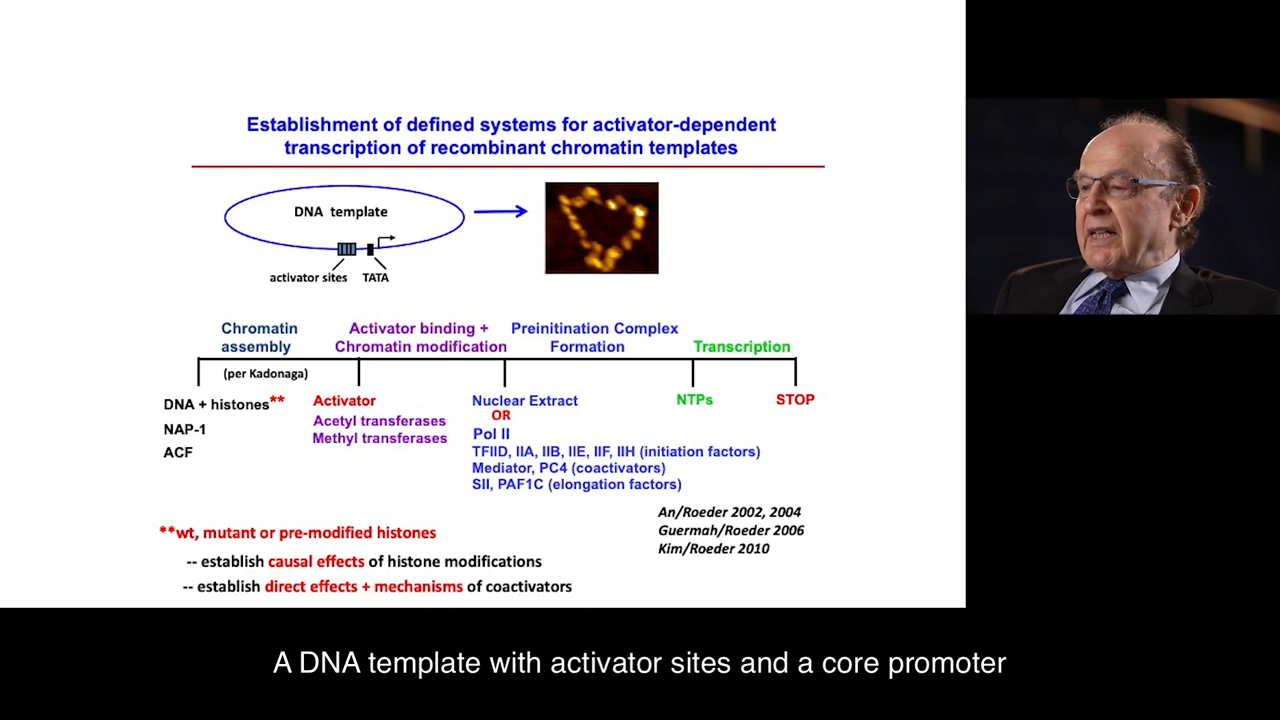 Establishment of defined systems for activator-dependent
transcription of recombinant chromatin templates
DNA template
activator sites TATA
Chromatin assembly
Activator binding +
Chromatin modification
Preinitination Complex
Formation
Transcription
(per Kadonaga)
DNA + histones**
NAP-1
ACF
Activator
Acetyl transferases
Methyl transferases
Nuclear Extract
OR
Pol II
TFIID, IIA, IIB, IIE, IIF, IIH (initiation factors)
Mediator, PC4 (coactivators)
SII, PAF1C (elongation factors)
NTPs
STOP
An/Roeder 2002, 2004
Guermah/Roeder 2006
Kim/Roeder 2010
**wt, mutant or pre-modified histones
-- establish causal effects of histone modifications
-- establish direct effects + mechanisms of coactivators
A DNA template with activator sites and a core promoter